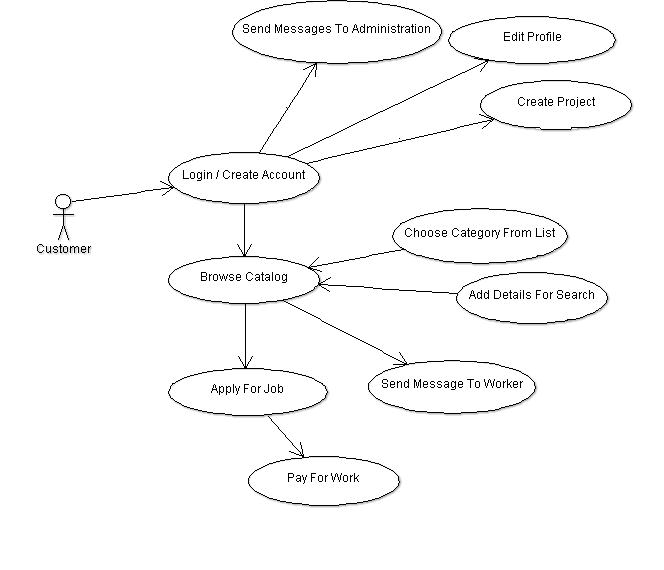 Send Messages To Administration
Edit Profile
Create Project
Login / Create Account
Customer
Choose Category From List
Browse Catalog
Add Details For Search
Apply For Job
Send Message To Worker
Pay For Work